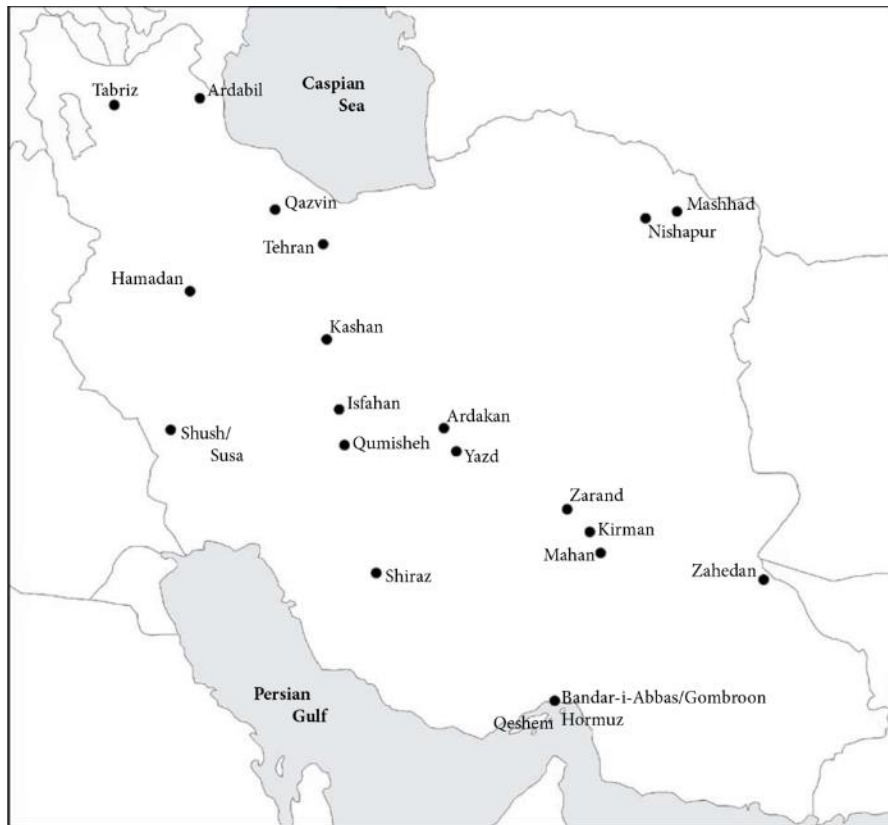 Tabriz
Ardabil
Caspian
Sea
Qazvin
Mashhad
Nishapur
Tehran
Hamadan
Kashan
Isfahan
Ardakan
Shush/
Susa
Qumisheh
Yazd
Zarand
Kirman
Mahan
Zahedan
Shiraz
Persian
Gulf
Bandar-i-Abbas/Gombroon
Qeshem
Hormuz